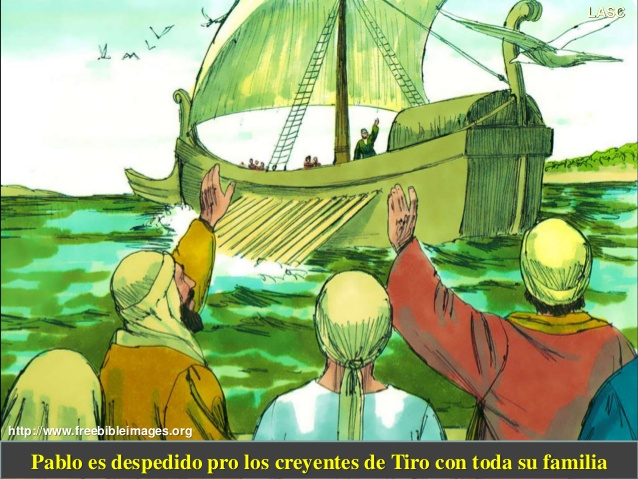 LASC
http://www.freebibleimages.org
Pablo es despedido pro los creyentes de Tiro con toda su familia